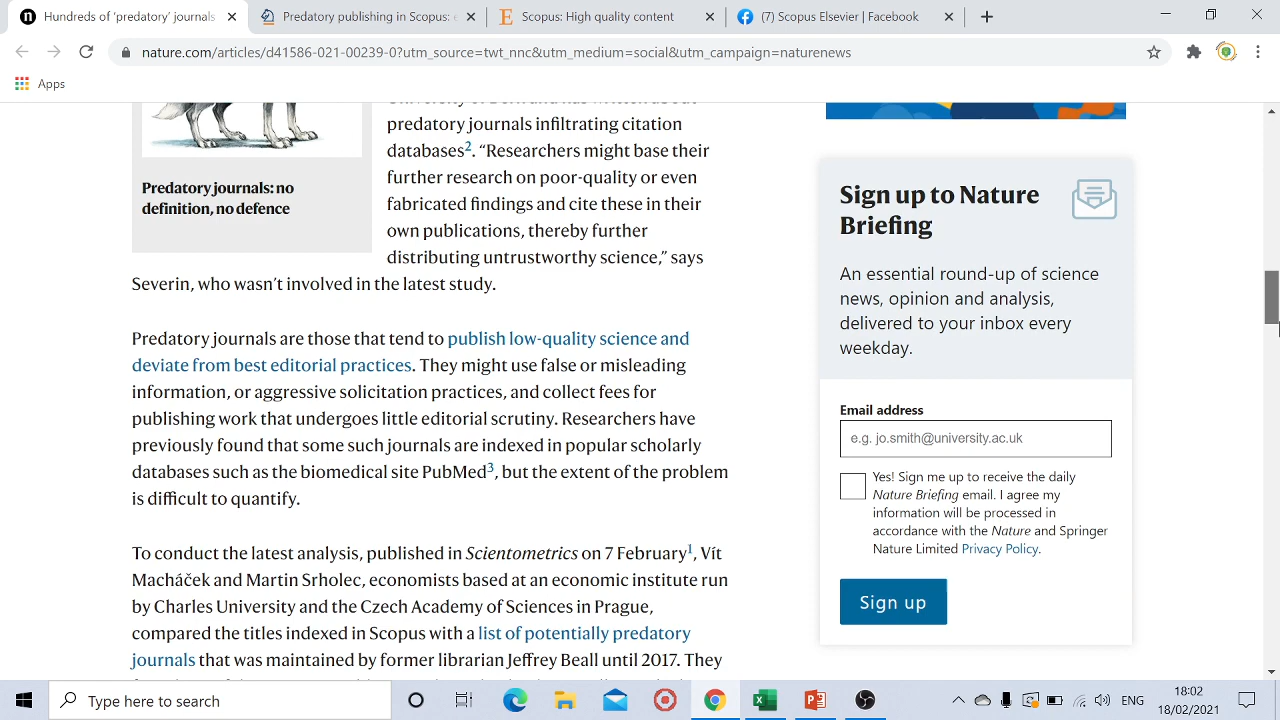 Hundreds of ‘predatory’ journals
Predatory publishing in Scopus: e
Scopus: High quality content
(7) Scopus Elsevier | Facebook
nature.com/articles/d41586-021-00239-0?utm_source=twt_nnc&utm_medium=social&utm_campaign=naturenews
Apps
predatory journals infiltrating citation
databases2. “Researchers might base their
further research on poor-quality or even
fabricated findings and cite these in their
own publications, thereby further
distributing untrustworthy science,” says
Severin, who wasn’t involved in the latest study.
Predatory journals: no
definition, no defence
Predatory journals are those that tend to publish low-quality science and
deviate from best editorial practices. They might use false or misleading
information, or aggressive solicitation practices, and collect fees for
publishing work that undergoes little editorial scrutiny. Researchers have
previously found that some such journals are indexed in popular scholarly
databases such as the biomedical site PubMed3, but the extent of the problem
is difficult to quantify.
To conduct the latest analysis, published in Scientometrics on 7 February1, Vít
Macháček and Martin Srholec, economists based at an economic institute run
by Charles University and the Czech Academy of Sciences in Prague,
compared the titles indexed in Scopus with a list of potentially predatory
journals that was maintained by former librarian Jeffrey Beall until 2017. They
Sign up to Nature
Briefing
An essential round-up of science
news, opinion and analysis,
delivered to your inbox every
weekday.
Email address
e.g. jo.smith@university.ac.uk
Yes! Sign me up to receive the daily
Nature Briefing email. I agree my
information will be processed in
accordance with the Nature and Springer
Nature Limited Privacy Policy.
Sign up
Type here to search
ENG
18:02
18/02/2021